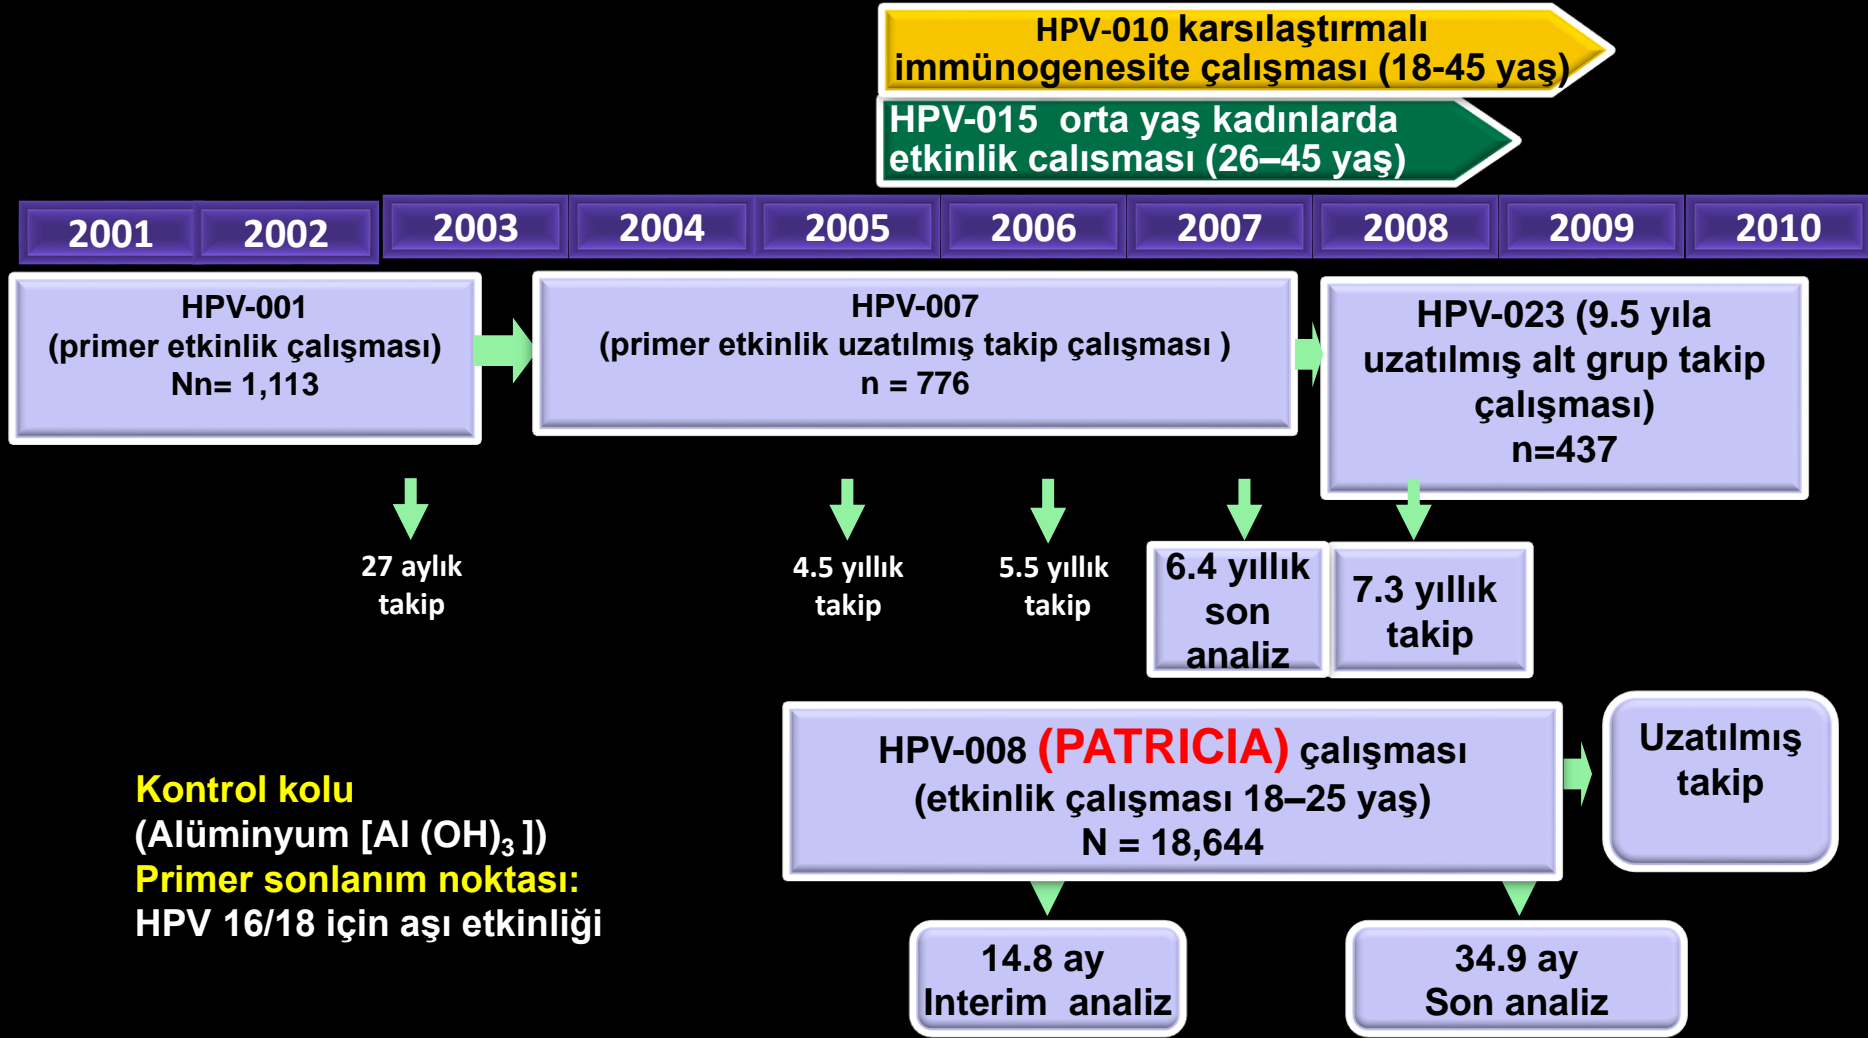 HPV-010 karsılaştırmalı
immünogenesite çalışması (18-45 yaş)
HPV-015 orta yaş kadınlarda
etkinlik calısması (26–45 yaş)
2001 2002 2003 2004 2005 2006 2007 2008 2009 2010
HPV-001
(primer etkinlik çalışması)
Nn= 1,113
HPV-007
(primer etkinlik uzatılmış takip çalışması )
n = 776
HPV-023 (9.5 yıla
uzatılmış alt grup takip
çalışması)
n=437
27 aylık
takip
4.5 yıllık
takip
5.5 yıllık
takip
6.4 yıllık
son
analiz
7.3 yıllık
takip
HPV-008 (PATRICIA) çalışması
(etkinlik çalışması 18–25 yaş)
N = 18,644
Uzatılmış
takip
Kontrol kolu
(Alüminyum [Al (OH)₃ ])
Primer sonlanım noktası:
HPV 16/18 için aşı etkinliği
14.8 ay
Interim analiz
34.9 ay
Son analiz